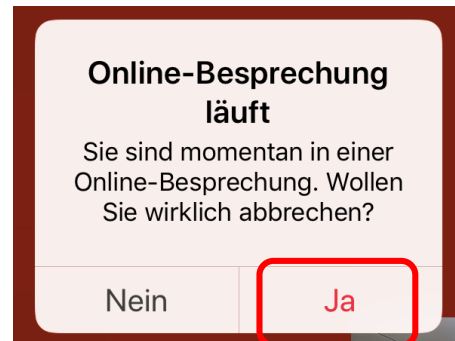 Online-Besprechung
läuft
Sie sind momentan in einer
Online-Besprechung. Wollen
Sie wirklich abbrechen?
Nein
Ja